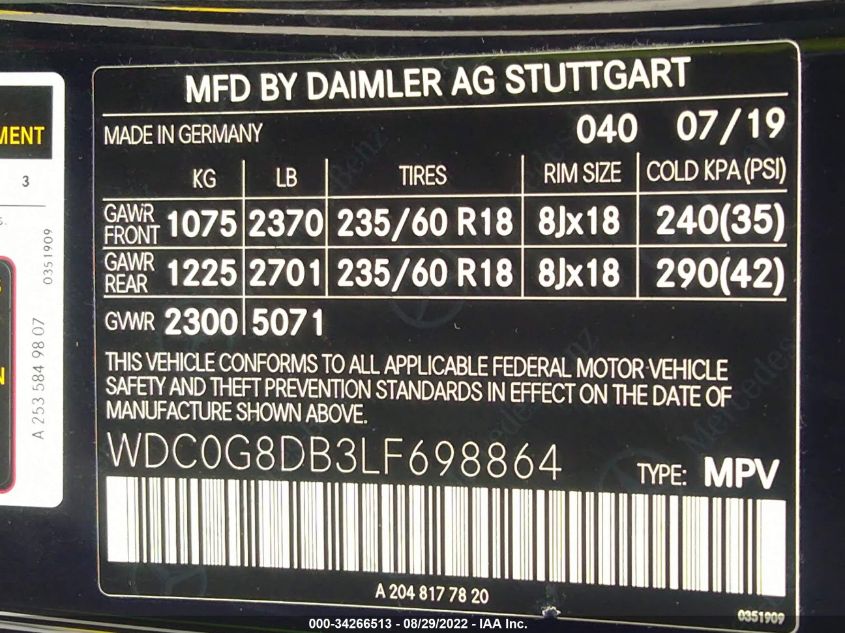 MFD BY DAIMLER AG STUTTGART
MADE IN GERMANY 040 07/19
KG LB TIRES RIM SIZE COLD KPA (PSI)
GAWR FRONT 1075 2370 235/60 R18 8Jx18 240(35)
GAWR REAR 1225 2701 235/60 R18 8Jx18 290(42)
GVWR 2300 5071
THIS VEHICLE CONFORMS TO ALL APPLICABLE FEDERAL MOTOR VEHICLE
SAFETY AND THEFT PREVENTION STANDARDS IN EFFECT ON THE DATE OF
MANUFACTURE SHOWN ABOVE.
WDC0G8DB3LF698864 TYPE: MPV
A 204 817 78 20
0351909
MENT
3
0351909
A 253 584 98 07
N
Mercedes-Benz
000-34266513 - 08/29/2022 - IAA Inc.